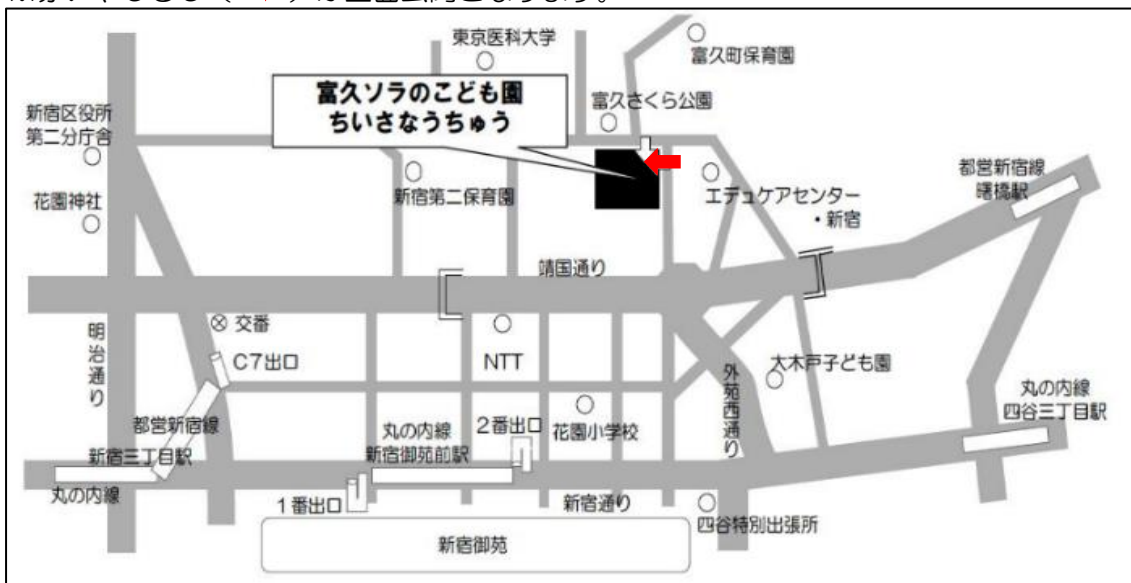 東京医科大学
富久町保育園
富久ソラのこども園
ちいさなうちゅう
富久さくら公園
新宿区役所
第二分庁舎
花園神社
新宿第二保育園
エデュケアセンター
・新宿
都営新宿線
曙橋駅
靖国通り
明治通り
交番
C7出口
NTT
外苑西通り
大木戸子ども園
丸の内線
四谷三丁目駅
都営新宿線
新宿三丁目駅
丸の内線
丸の内線
新宿御苑前駅
2番出口
花園小学校
1番出口
新宿通り
四谷特別出張所
新宿御苑